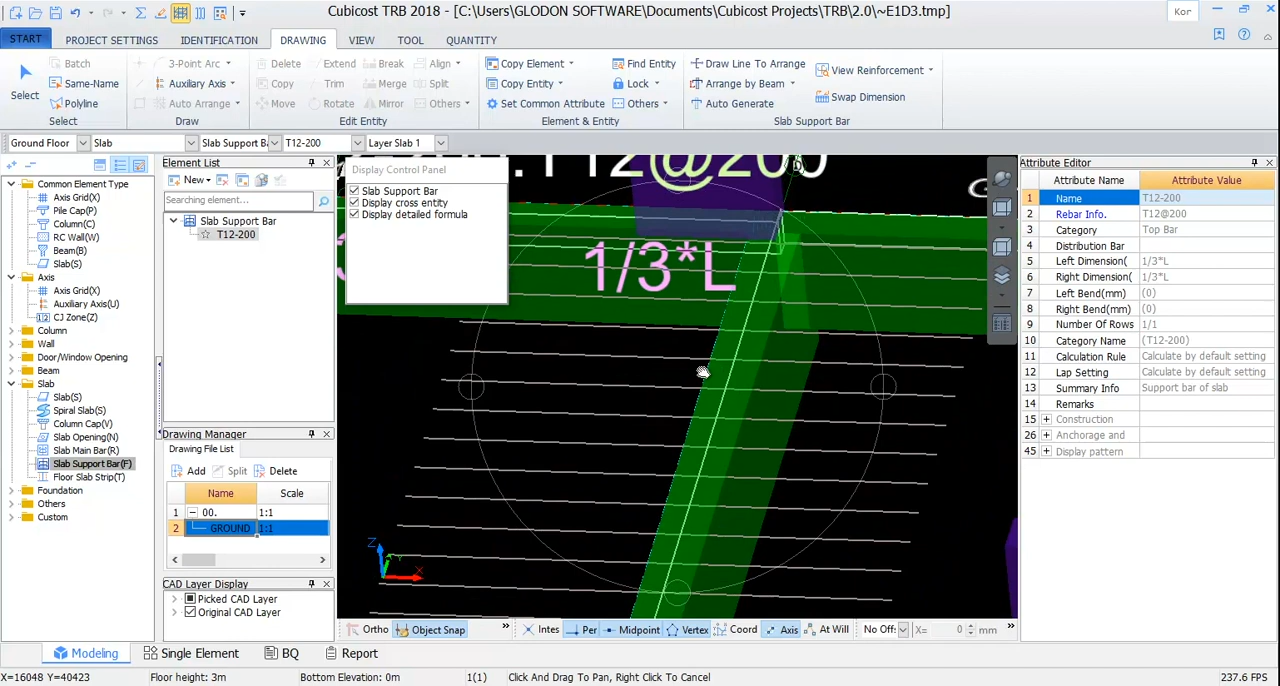 Cubicost TRB 2018 - [C:\Users\GLODON SOFTWARE\Documents\Cubicost Projects\TRB\2.0\~E1D3.tmp]
Kor
START PROJECT SETTINGS IDENTIFICATION DRAWING VIEW TOOL QUANTITY
Batch 3-Point Arc Delete Extend Break Align Copy Element Find Entity Draw Line To Arrange View Reinforcement
Select Same-Name Auxiliary Axis Copy Trim Merge Split Copy Entity Lock Arrange by Beam Swap Dimension
Polyline Auto Arrange Move Rotate Mirror Others Set Common Attribute Others Auto Generate
Select Draw Edit Entity Element & Entity Slab Support Bar
Ground Floor Slab Slab Support Ba T12-200 Layer Slab 1
Common Element Type
Axis Grid(X)
Pile Cap(P)
Column(C)
RC Wall(W)
Beam(B)
Slab(S)
Axis
Axis Grid(X)
Auxiliary Axis(U)
CJ Zone(Z)
Column
Wall
Door/Window Opening
Beam
Slab
Slab(S)
Spiral Slab(S)
Column Cap(V)
Slab Opening(N)
Slab Main Bar(R)
Slab Support Bar(F)
Floor Slab Strip(T)
Foundation
Others
Custom
Element List
New
Searching element...
Slab Support Bar
T12-200
Drawing Manager
Drawing File List
Add Split Delete
Name Scale
1 00. 1:1
2 GROUND 1:1
CAD Layer Display
Picked CAD Layer
Original CAD Layer
Display Control Panel
Slab Support Bar
Display cross entity
Display detailed formula
T12@200
1/3*L
Z Y X
Attribute Editor
Attribute Name Attribute Value
1 Name T12-200
2 Rebar Info. T12@200
3 Category Top Bar
4 Distribution Bar
5 Left Dimension( 1/3*L
6 Right Dimension( 1/3*L
7 Left Bend(mm) (0)
8 Right Bend(mm) (0)
9 Number Of Rows 1/1
10 Category Name (T12-200)
11 Calculation Rule Calculate by default setting
12 Lap Setting Calculate by default setting
13 Summary Info Support bar of slab
14 Remarks
15 Construction
26 Anchorage and
45 Display pattern
Ortho Object Snap » Intes Per Midpoint Vertex Coord Axis At Will No Off: X= 0 mm »
Modeling Single Element BQ Report
X=16048 Y=40423 Floor height: 3m Bottom Elevation: 0m 1(1) Click And Drag To Pan, Right Click To Cancel 237.6 FPS